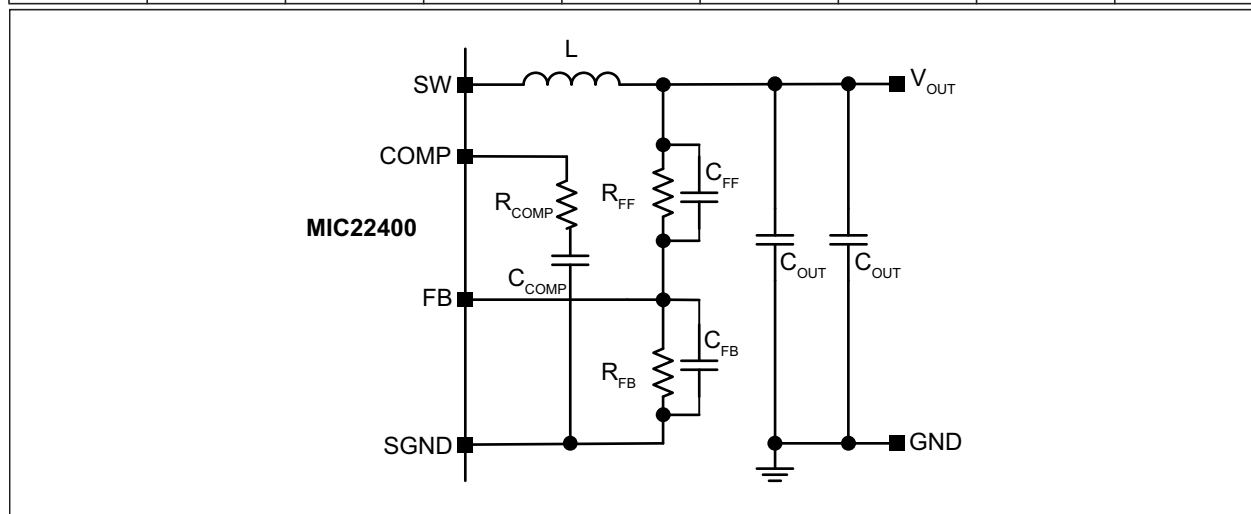 L
SW
V_OUT
COMP
C_FF
R_FF
R_COMP
MIC22400
C_OUT
C_OUT
C_COMP
FB
C_FB
R_FB
SGND
GND